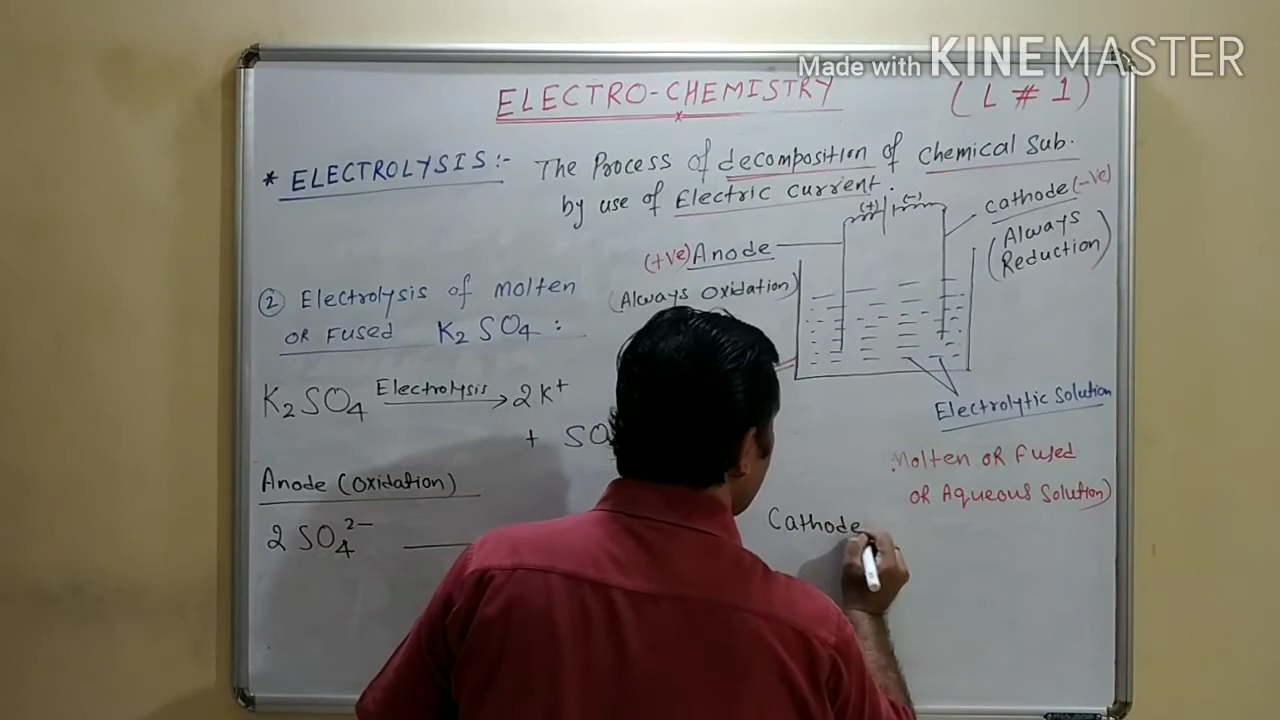 Made with KINEMASTER
ELECTRO-CHEMISTRY
(L # 1)
* ELECTROLYSIS:- The Process of decomposition of chemical sub.
by use of Electric current.
(+) (-)
cathode (-ve)
(Always
Reduction)
(+ve) Anode
(Always Oxidation)
② Electrolysis of molten
OR Fused K₂SO₄ :
K₂SO₄ Electrolysis → 2K⁺
+ SO
Electrolytic Solution
Molten OR Fused
OR Aqueous Solution)
Anode (Oxidation)
2 SO₄²⁻ —
Cathode